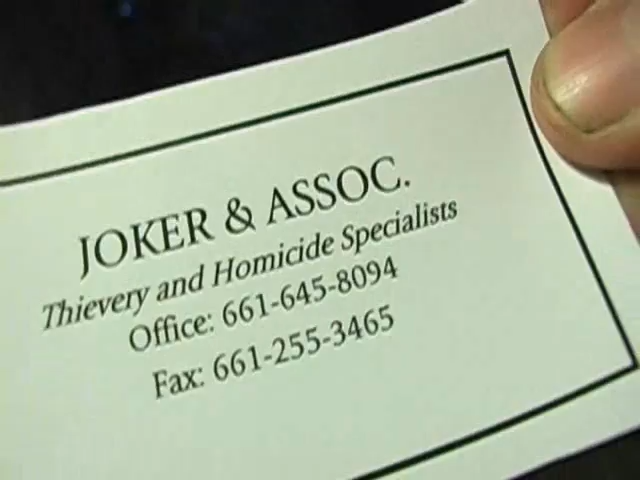 JOKER & ASSOC.
Thievery and Homicide Specialists
Office: 661-645-8094
Fax: 661-255-3465